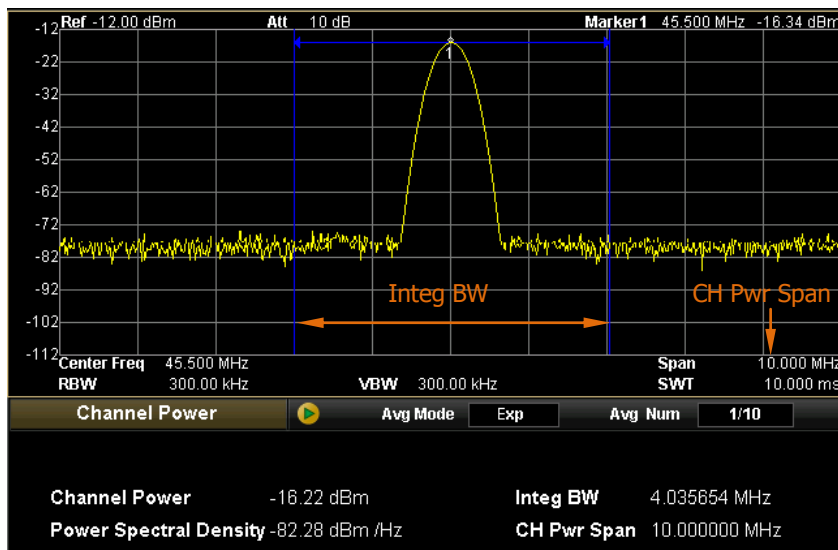 Ref -12.00 dBm Att 10 dB Marker1 45.500 MHz -16.34 dBm
-12
1
-22
-32
-42
-52
-62
-72
-82
-92
Integ BW CH Pwr Span
-102
-112
Center Freq 45.500 MHz Span 10.000 MHz
RBW 300.00 kHz VBW 300.00 kHz SWT 10.000 ms
Channel Power Avg Mode Exp Avg Num 1/10
Channel Power -16.22 dBm Integ BW 4.035654 MHz
Power Spectral Density -82.28 dBm /Hz CH Pwr Span 10.000000 MHz